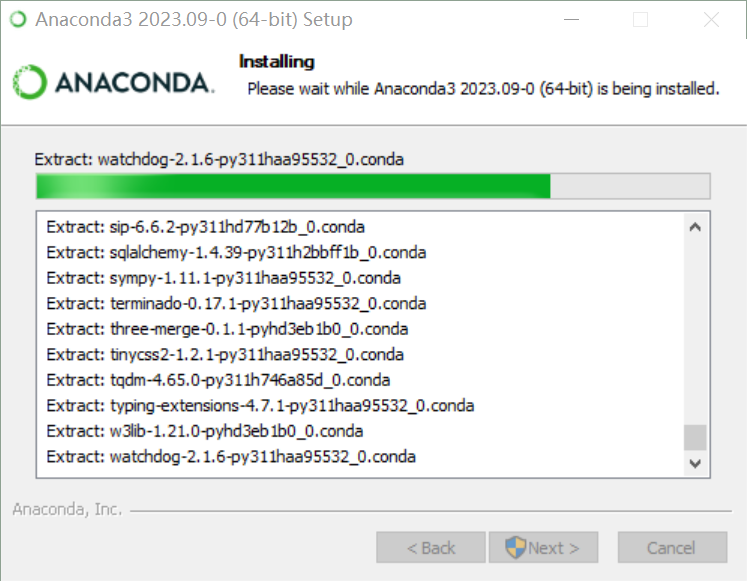 Anaconda3 2023.09-0 (64-bit) Setup
ANACONDA.
Installing
Please wait while Anaconda3 2023.09-0 (64-bit) is being installed.
Extract: watchdog-2.1.6-py311haa95532_0.conda
Extract: sip-6.6.2-py311hd77b12b_0.conda
Extract: sqlalchemy-1.4.39-py311h2bbff1b_0.conda
Extract: sympy-1.11.1-py311haa95532_0.conda
Extract: terminado-0.17.1-py311haa95532_0.conda
Extract: three-merge-0.1.1-pyhd3eb1b0_0.conda
Extract: tinycss2-1.2.1-py311haa95532_0.conda
Extract: tqdm-4.65.0-py311h746a85d_0.conda
Extract: typing-extensions-4.7.1-py311haa95532_0.conda
Extract: w3lib-1.21.0-pyhd3eb1b0_0.conda
Extract: watchdog-2.1.6-py311haa95532_0.conda
Anaconda, Inc.
< Back
Next >
Cancel